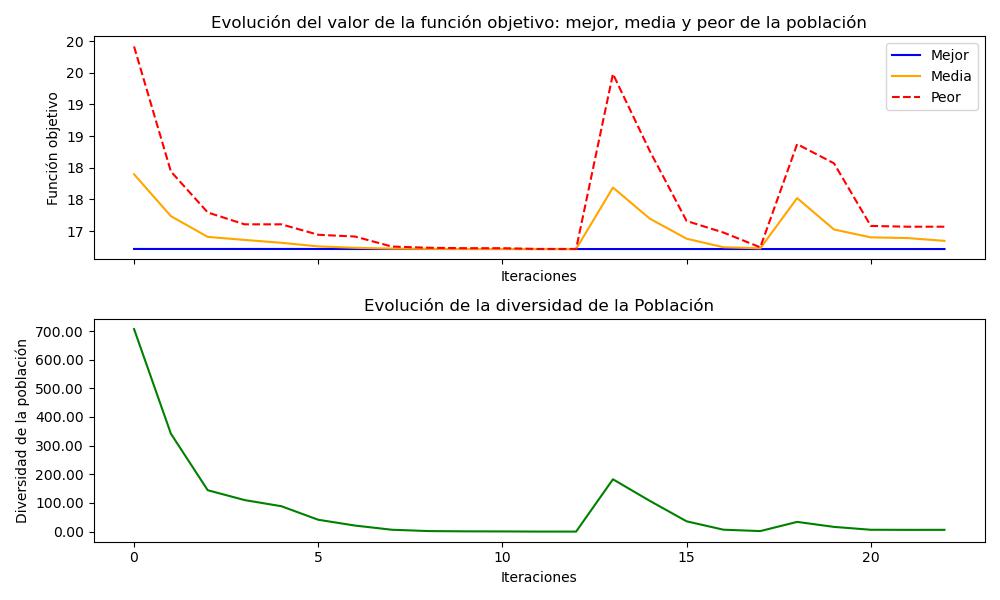 Evolución del valor de la función objetivo: mejor, media y peor de la población
Función objetivo
20
20
19
19
18
18
17
Mejor
Media
Peor
Iteraciones
Evolución de la diversidad de la Población
Diversidad de la población
700.00
600.00
500.00
400.00
300.00
200.00
100.00
0.00
0 5 10 15 20
Iteraciones